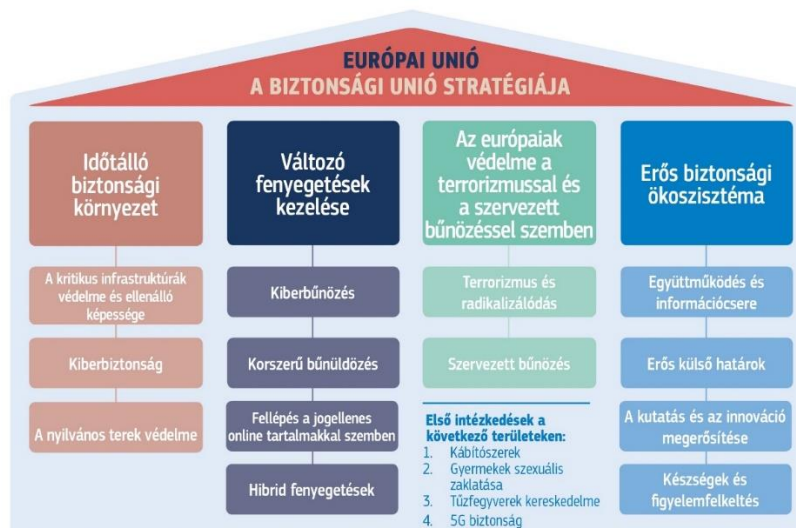 EURÓPAI UNIÓ
A BIZTONSÁGI UNIÓ STRATÉGIÁJA
Időtálló
biztonsági
környezet
A kritikus infrastruktúrák
védelme és ellenálló
képessége
Kiberbiztonság
A nyilvános terek védelme
Változó
fenyegetések
kezelése
Kiberbűnözés
Korszerű bűnüldözés
Fellépés a jogellenes
online tartalmakkal szemben
Hibrid fenyegetések
Az európaiak
védelme a
terrorizmussal és
a szervezett
bűnözéssel szemben
Terrorizmus és
radikalizálódás
Szervezett bűnözés
Első intézkedések a
következő területeken:
1. Kábítószerek
2. Gyermekek szexuális
zaklatása
3. Tűzfegyverek kereskedelme
4. 5G biztonság
Erős biztonsági
ökoszisztéma
Együttműködés és
információcsere
Erős külső határok
A kutatás és az innováció
megerősítése
Készségek és
figyelemfelkeltés